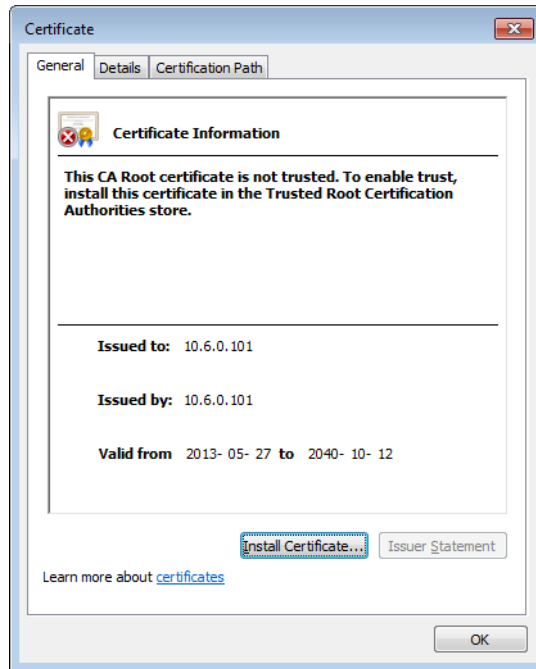 Certificate
General Details Certification Path
Certificate Information
This CA Root certificate is not trusted. To enable trust,
install this certificate in the Trusted Root Certification
Authorities store.
Issued to: 10.6.0.101
Issued by: 10.6.0.101
Valid from 2013- 05- 27 to 2040- 10- 12
Install Certificate... Issuer Statement
Learn more about certificates
OK